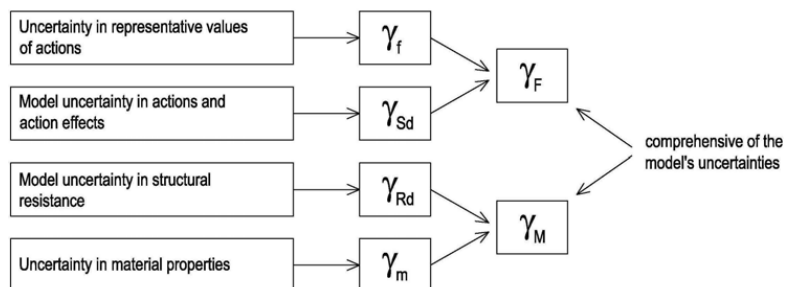 Uncertainty in representative values
of actions
γf
γF
Model uncertainty in actions and
action effects
γSd
comprehensive of the
model's uncertainties
Model uncertainty in structural
resistance
γRd
γM
Uncertainty in material properties
γm